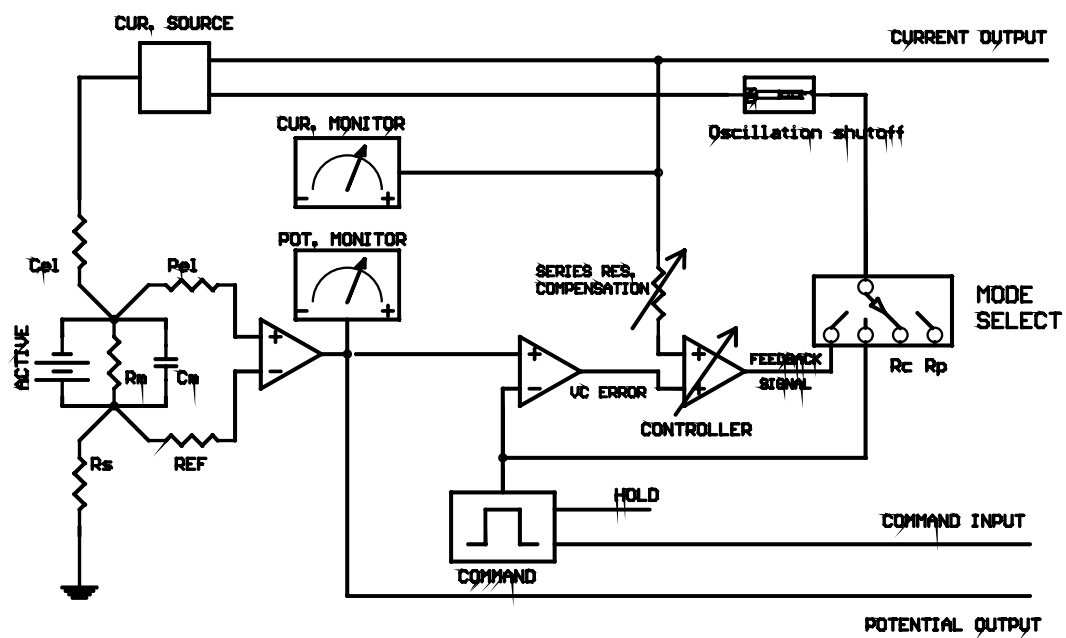 CUR. SOURCE
CURRENT OUTPUT
Oscillation shutoff
CUR. MONITOR
POT. MONITOR
Cel
Rel
SERIES RES.
COMPENSATION
MODE
SELECT
ACTIVE
Rm
Cm
FEEDBACK
SIGNAL
Rc Rp
VC ERROR
CONTROLLER
Rs
REF
HOLD
COMMAND INPUT
COMMAND
POTENTIAL OUTPUT